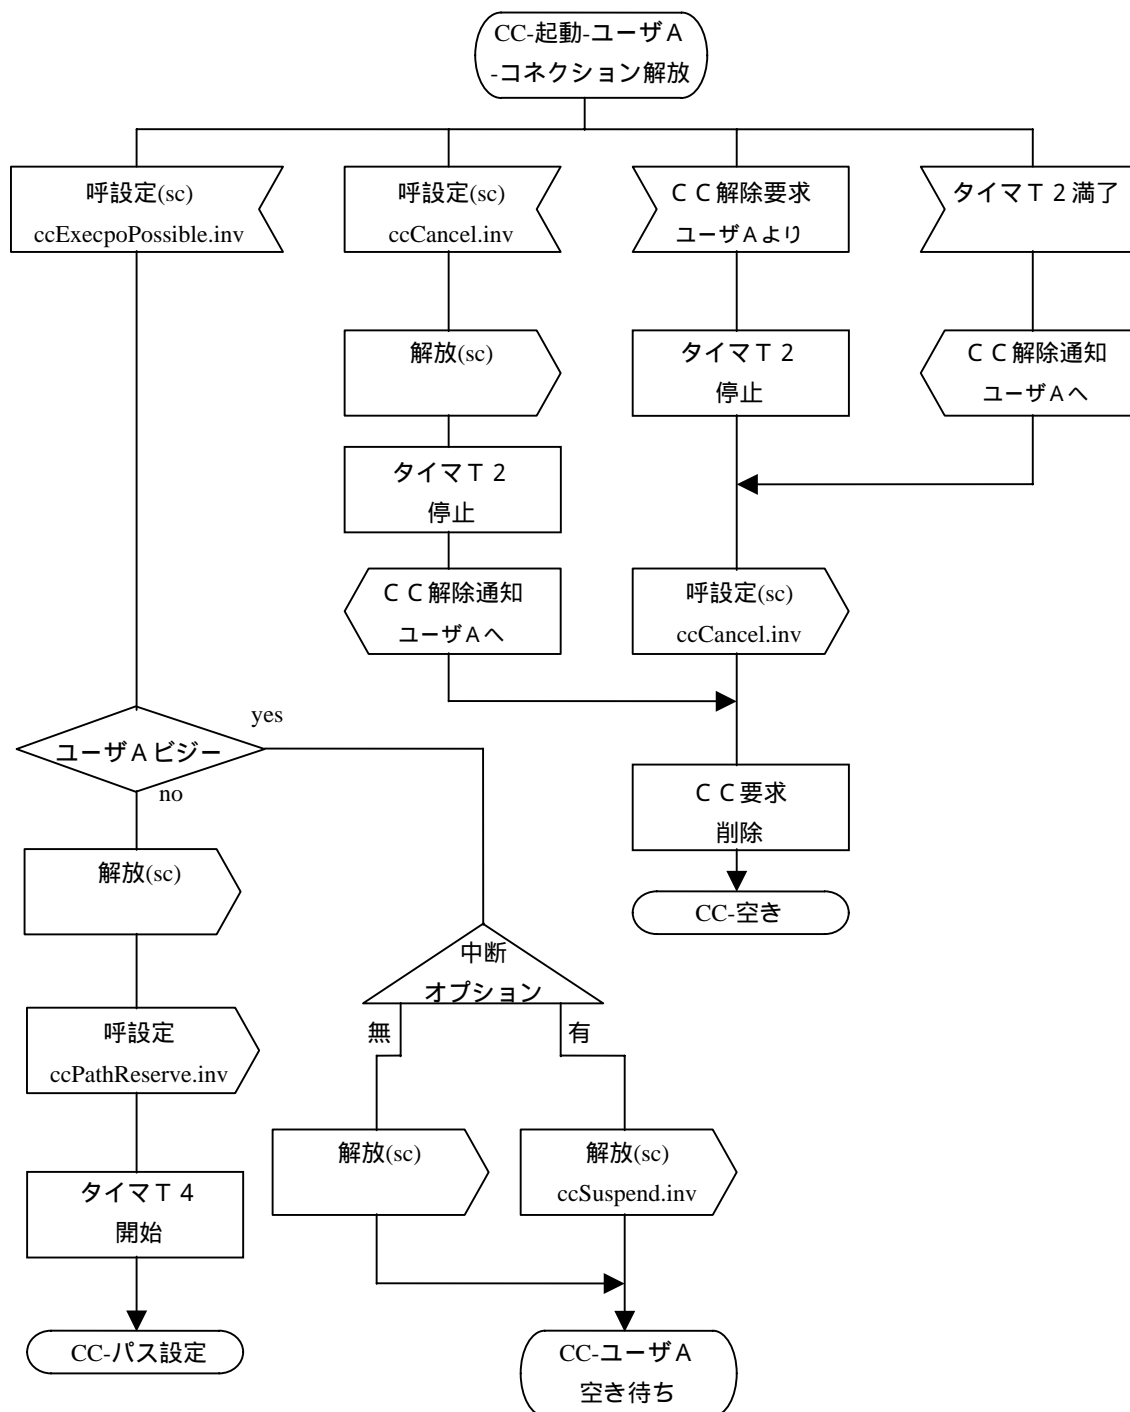 CC-起動-ユーザＡ
-コネクション解放
呼設定(sc)
ccExecpoPossible.inv
呼設定(sc)
ccCancel.inv
ＣＣ解除要求
ユーザＡより
タイマＴ２満了
解放(sc)
タイマＴ２
停止
ＣＣ解除通知
ユーザＡへ
タイマＴ２
停止
ＣＣ解除通知
ユーザＡへ
呼設定(sc)
ccCancel.inv
yes
ユーザＡビジー
no
ＣＣ要求
削除
解放(sc)
CC-空き
中断
オプション
無
有
呼設定
ccPathReserve.inv
解放(sc)
解放(sc)
ccSuspend.inv
タイマＴ４
開始
CC-パス設定
CC-ユーザＡ
空き待ち